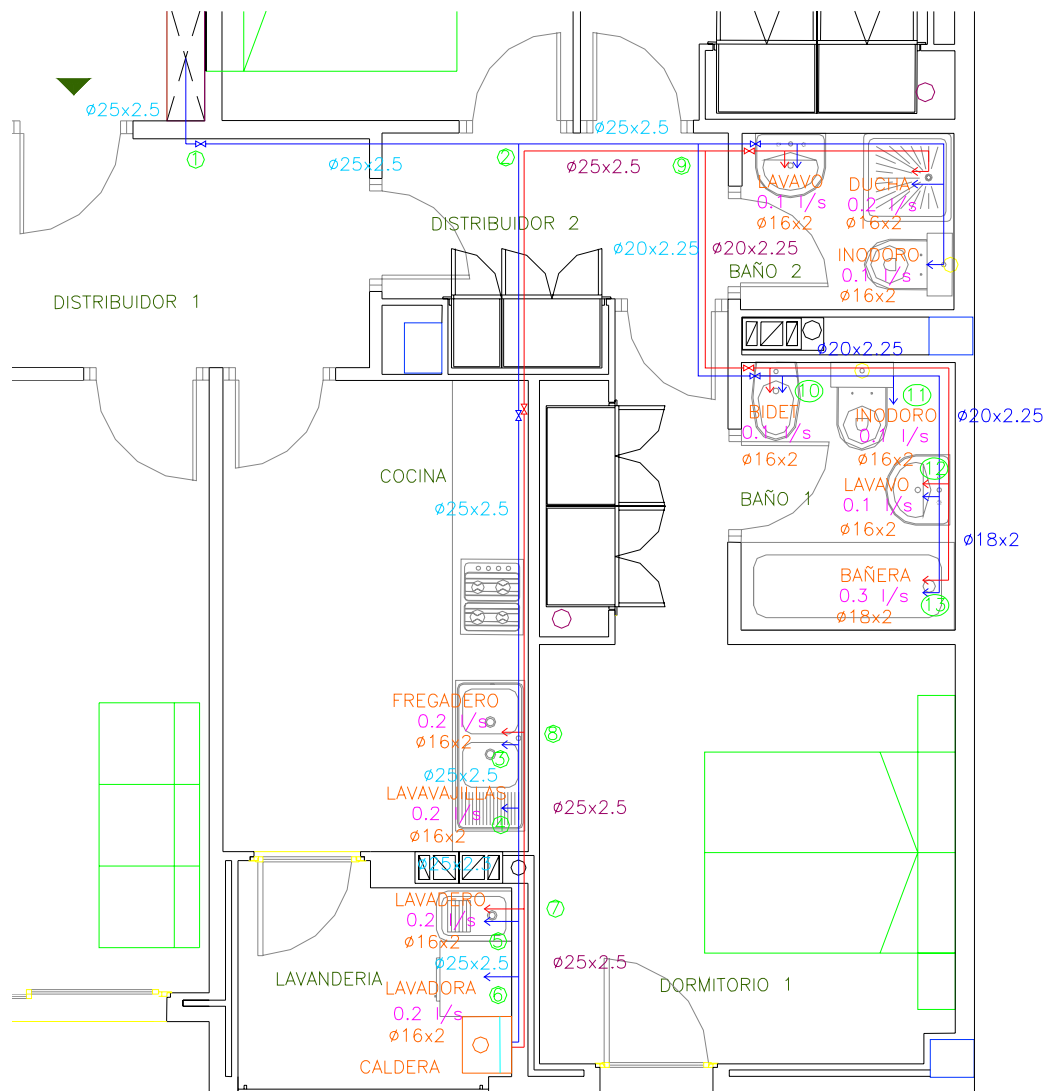 ø25x2.5
1
ø25x2.5
2
ø25x2.5
ø25x2.5
9
DISTRIBUIDOR 1
DISTRIBUIDOR 2
ø20x2.25
ø20x2.25
LAVAVO
0.1 l/s
ø16x2
DUCHA
0.2 l/s
ø16x2
INODORO
0.1 l/s
ø16x2
BAÑO 2
ø20x2.25
10
11
BIDET
0.1 l/s
ø16x2
INODORO
0.1 l/s
ø16x2
ø20x2.25
12
LAVAVO
0.1 l/s
ø16x2
BAÑO 1
ø18x2
BAÑERA
0.3 l/s
ø18x2
13
COCINA
ø25x2.5
FREGADERO
0.2 l/s
ø16x2
8
3
ø25x2.5
LAVAVAJILLAS
0.2 l/s
ø16x2
4
ø25x2.5
ø25x2.5
LAVADERO
0.2 l/s
ø16x2
7
5
ø25x2.5
ø25x2.5
LAVANDERIA
LAVADORA
0.2 l/s
ø16x2
6
DORMITORIO 1
CALDERA